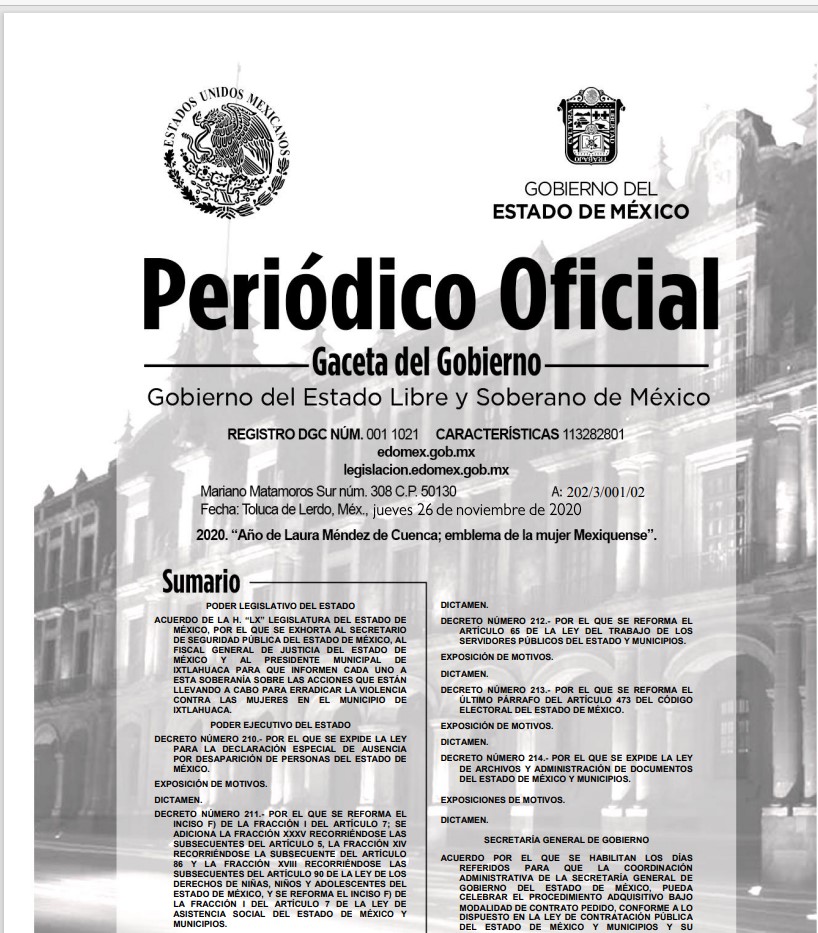 ESTADOS UNIDOS MEXICANOS
CULTURA
LIBERTAD
TRABAJO
GOBIERNO DEL
ESTADO DE MÉXICO
Periódico Oficial
Gaceta del Gobierno
Gobierno del Estado Libre y Soberano de México
REGISTRO DGC NÚM. 001 1021 CARACTERÍSTICAS 113282801
edomex.gob.mx
legislacion.edomex.gob.mx
Mariano Matamoros Sur núm. 308 C.P. 50130 A: 202/3/001/02
Fecha: Toluca de Lerdo, Méx., jueves 26 de noviembre de 2020
2020. “Año de Laura Méndez de Cuenca; emblema de la mujer Mexiquense”.
Sumario
PODER LEGISLATIVO DEL ESTADO
ACUERDO DE LA H. “LX” LEGISLATURA DEL ESTADO DE
MÉXICO, POR EL QUE SE EXHORTA AL SECRETARIO
DE SEGURIDAD PÚBLICA DEL ESTADO DE MÉXICO, AL
FISCAL GENERAL DE JUSTICIA DEL ESTADO DE
MÉXICO Y AL PRESIDENTE MUNICIPAL DE
IXTLAHUACA PARA QUE INFORMEN CADA UNO A
ESTA SOBERANÍA SOBRE LAS ACCIONES QUE ESTÁN
LLEVANDO A CABO PARA ERRADICAR LA VIOLENCIA
CONTRA LAS MUJERES EN EL MUNICIPIO DE
IXTLAHUACA.
PODER EJECUTIVO DEL ESTADO
DECRETO NÚMERO 210.- POR EL QUE SE EXPIDE LA LEY
PARA LA DECLARACIÓN ESPECIAL DE AUSENCIA
POR DESAPARICIÓN DE PERSONAS DEL ESTADO DE
MÉXICO.
EXPOSICIÓN DE MOTIVOS.
DICTAMEN.
DECRETO NÚMERO 211.- POR EL QUE SE REFORMA EL
INCISO F) DE LA FRACCIÓN I DEL ARTÍCULO 7; SE
ADICIONA LA FRACCIÓN XXXV RECORRIÉNDOSE LAS
SUBSECUENTES DEL ARTÍCULO 5, LA FRACCIÓN XIV
RECORRIÉNDOSE LA SUBSECUENTE DEL ARTÍCULO
86 Y LA FRACCIÓN XVIII RECORRIÉNDOSE LAS
SUBSECUENTES DEL ARTÍCULO 90 DE LA LEY DE LOS
DERECHOS DE NIÑAS, NIÑOS Y ADOLESCENTES DEL
ESTADO DE MÉXICO, Y SE REFORMA EL INCISO F) DE
LA FRACCIÓN I DEL ARTÍCULO 7 DE LA LEY DE
ASISTENCIA SOCIAL DEL ESTADO DE MÉXICO Y
MUNICIPIOS.
DICTAMEN.
DECRETO NÚMERO 212.- POR EL QUE SE REFORMA EL
ARTÍCULO 65 DE LA LEY DEL TRABAJO DE LOS
SERVIDORES PÚBLICOS DEL ESTADO Y MUNICIPIOS.
EXPOSICIÓN DE MOTIVOS.
DICTAMEN.
DECRETO NÚMERO 213.- POR EL QUE SE REFORMA EL
ÚLTIMO PÁRRAFO DEL ARTÍCULO 473 DEL CÓDIGO
ELECTORAL DEL ESTADO DE MÉXICO.
EXPOSICIÓN DE MOTIVOS.
DICTAMEN.
DECRETO NÚMERO 214.- POR EL QUE SE EXPIDE LA LEY
DE ARCHIVOS Y ADMINISTRACIÓN DE DOCUMENTOS
DEL ESTADO DE MÉXICO Y MUNICIPIOS.
EXPOSICIONES DE MOTIVOS.
DICTAMEN.
SECRETARÍA GENERAL DE GOBIERNO
ACUERDO POR EL QUE SE HABILITAN LOS DÍAS
REFERIDOS PARA QUE LA COORDINACIÓN
ADMINISTRATIVA DE LA SECRETARÍA GENERAL DE
GOBIERNO DEL ESTADO DE MÉXICO, PUEDA
CELEBRAR EL PROCEDIMIENTO ADQUISITIVO BAJO
MODALIDAD DE CONTRATO PEDIDO, CONFORME A LO
DISPUESTO EN LA LEY DE CONTRATACIÓN PÚBLICA
DEL ESTADO DE MÉXICO Y MUNICIPIOS Y SU